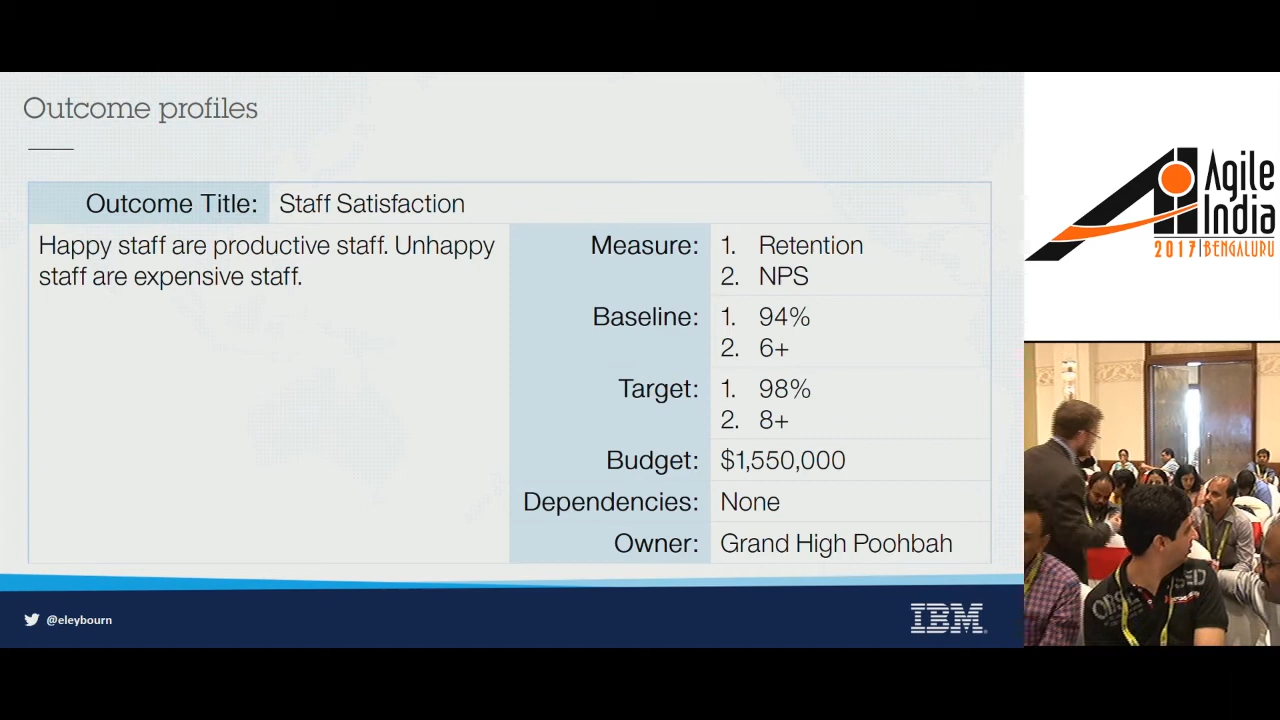 Outcome profiles
Outcome Title: Staff Satisfaction
Happy staff are productive staff. Unhappy
staff are expensive staff.
Measure: 1. Retention
2. NPS
Baseline: 1. 94%
2. 6+
Target: 1. 98%
2. 8+
Budget: $1,550,000
Dependencies: None
Owner: Grand High Poohbah
@eleybourn
IBM
Agile
India
2017 | BENGALURU